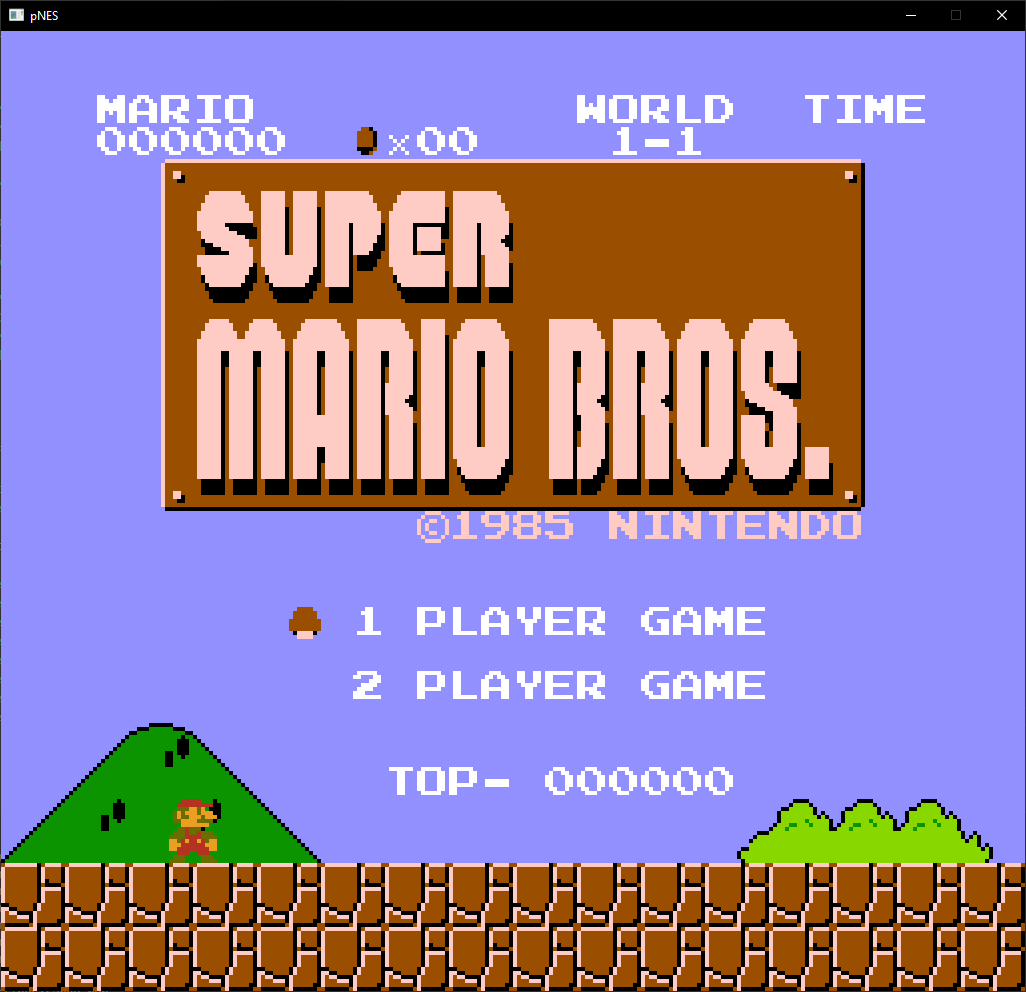 pNES
MARIO WORLD TIME
000000 ×00 1-1
SUPER
MARIO BROS.
©1985 NINTENDO
1 PLAYER GAME
2 PLAYER GAME
TOP- 000000